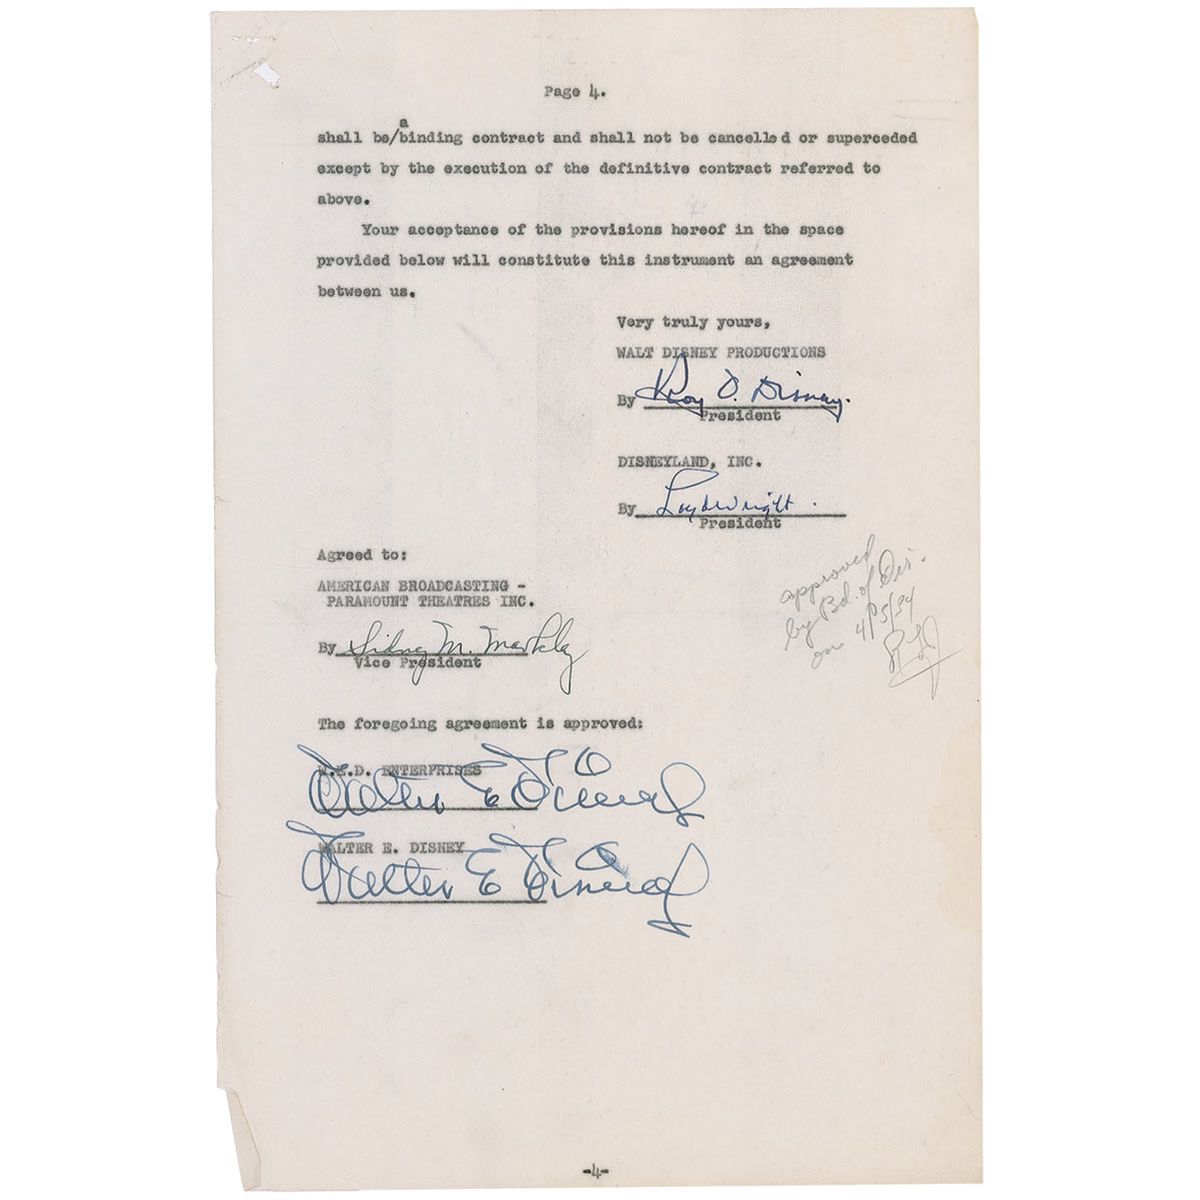 Page 4.
a
shall be/binding contract and shall not be cancelled or superceded
except by the execution of the definitive contract referred to
above.
Your acceptance of the provisions hereof in the space
provided below will constitute this instrument an agreement
between us.
Very truly yours,
WALT DISNEY PRODUCTIONS
By Roy O. Disney.
President
DISNEYLAND, INC.
By Loyd Wright.
President
Agreed to:
AMERICAN BROADCASTING -
PARAMOUNT THEATRES INC.
By Sidney M. Markley
Vice President
approved
by Bd. of Dir.
on 4/5/54
The foregoing agreement is approved:
W.E.D. ENTERPRISES
Walter E Disney
WALTER E. DISNEY
Walter E Disney
-4-